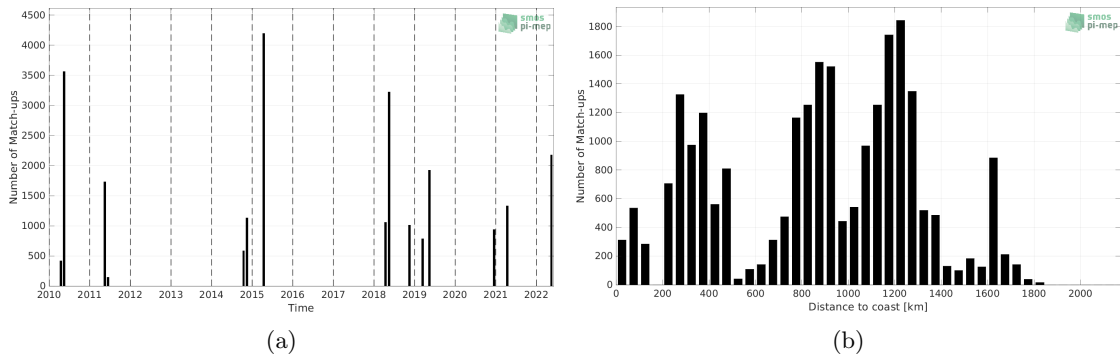 4500
4000
3500
3000
2500
2000
1500
1000
500
0
Number of Match-ups
2010 2011 2012 2013 2014 2015 2016 2017 2018 2019 2020 2021 2022
Time
smos
pi-mep
(a)
1800
1600
1400
1200
1000
800
600
400
200
0
Number of Match-ups
0 200 400 600 800 1000 1200 1400 1600 1800 2000
Distance to coast [km]
smos
pi-mep
(b)